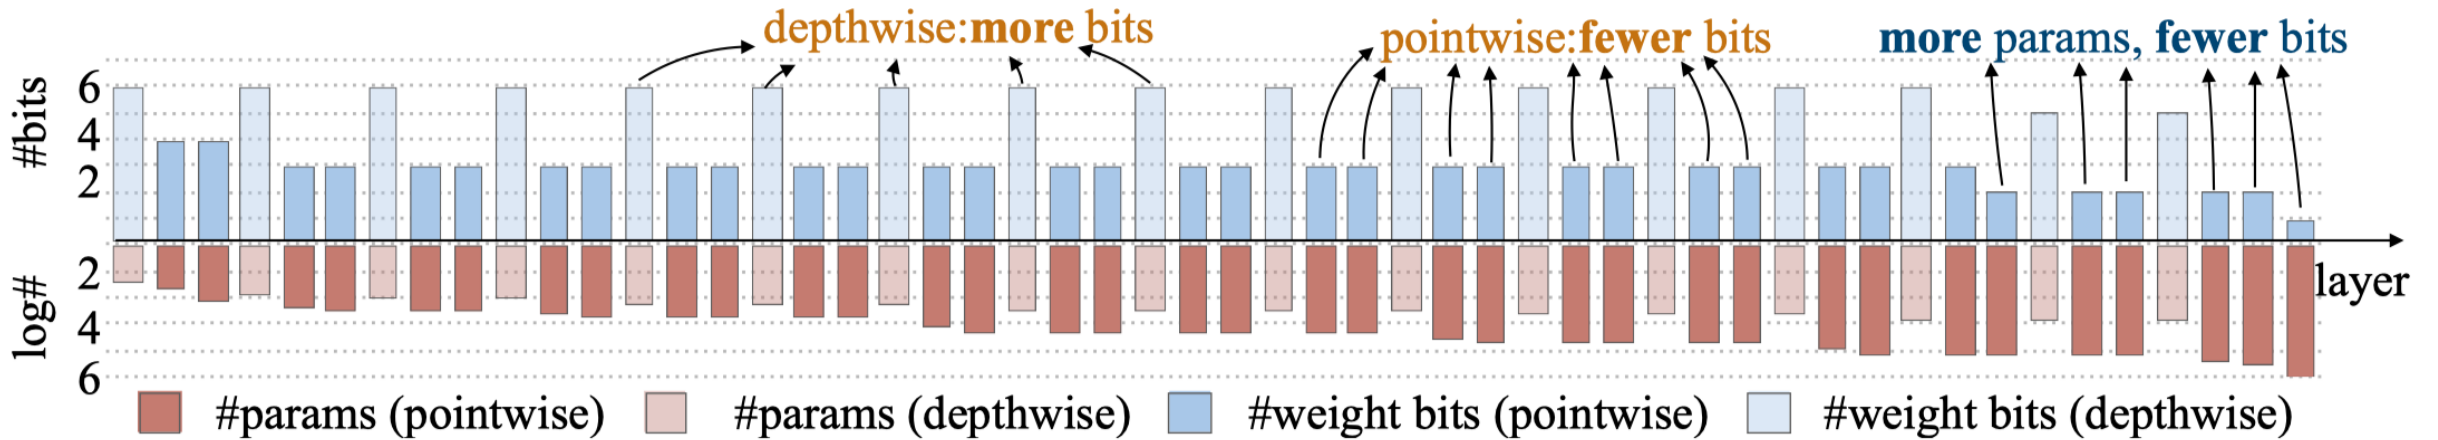 depthwise:more bits
pointwise:fewer bits
more params, fewer bits
#bits
6
4
2
2
4
6
log#
layer
#params (pointwise)
#params (depthwise)
#weight bits (pointwise)
#weight bits (depthwise)